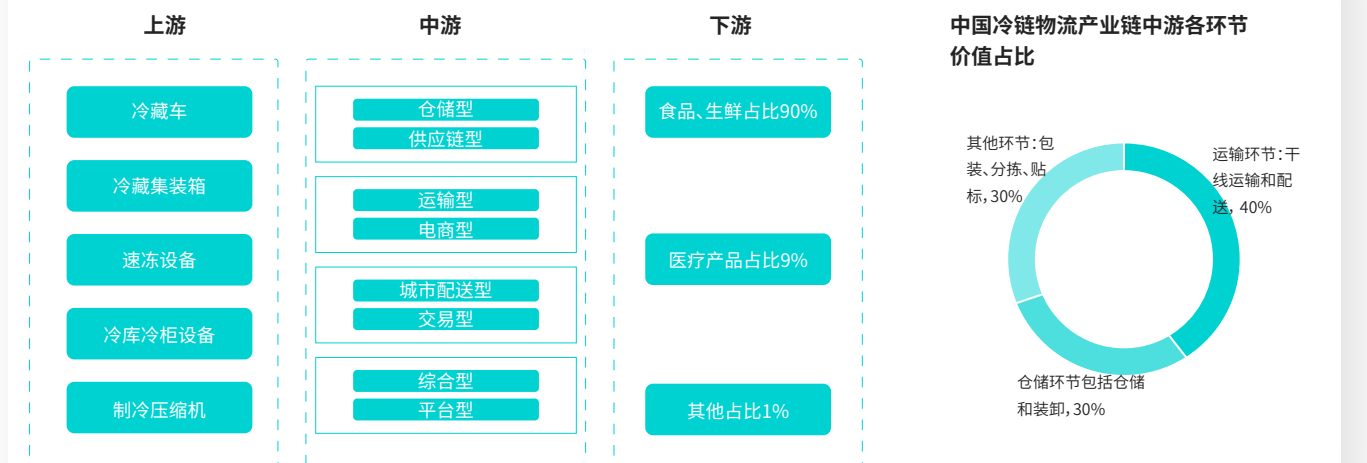 上游
冷藏车
冷藏集装箱
速冻设备
冷库冷柜设备
制冷压缩机
中游
仓储型
供应链型
运输型
电商型
城市配送型
交易型
综合型
平台型
下游
食品、生鲜占比90%
医疗产品占比9%
其他占比1%
中国冷链物流产业链中游各环节
价值占比
其他环节：包
装、分拣、贴
标，30%
运输环节：干
线运输和配
送，40%
仓储环节包括仓储
和装卸，30%